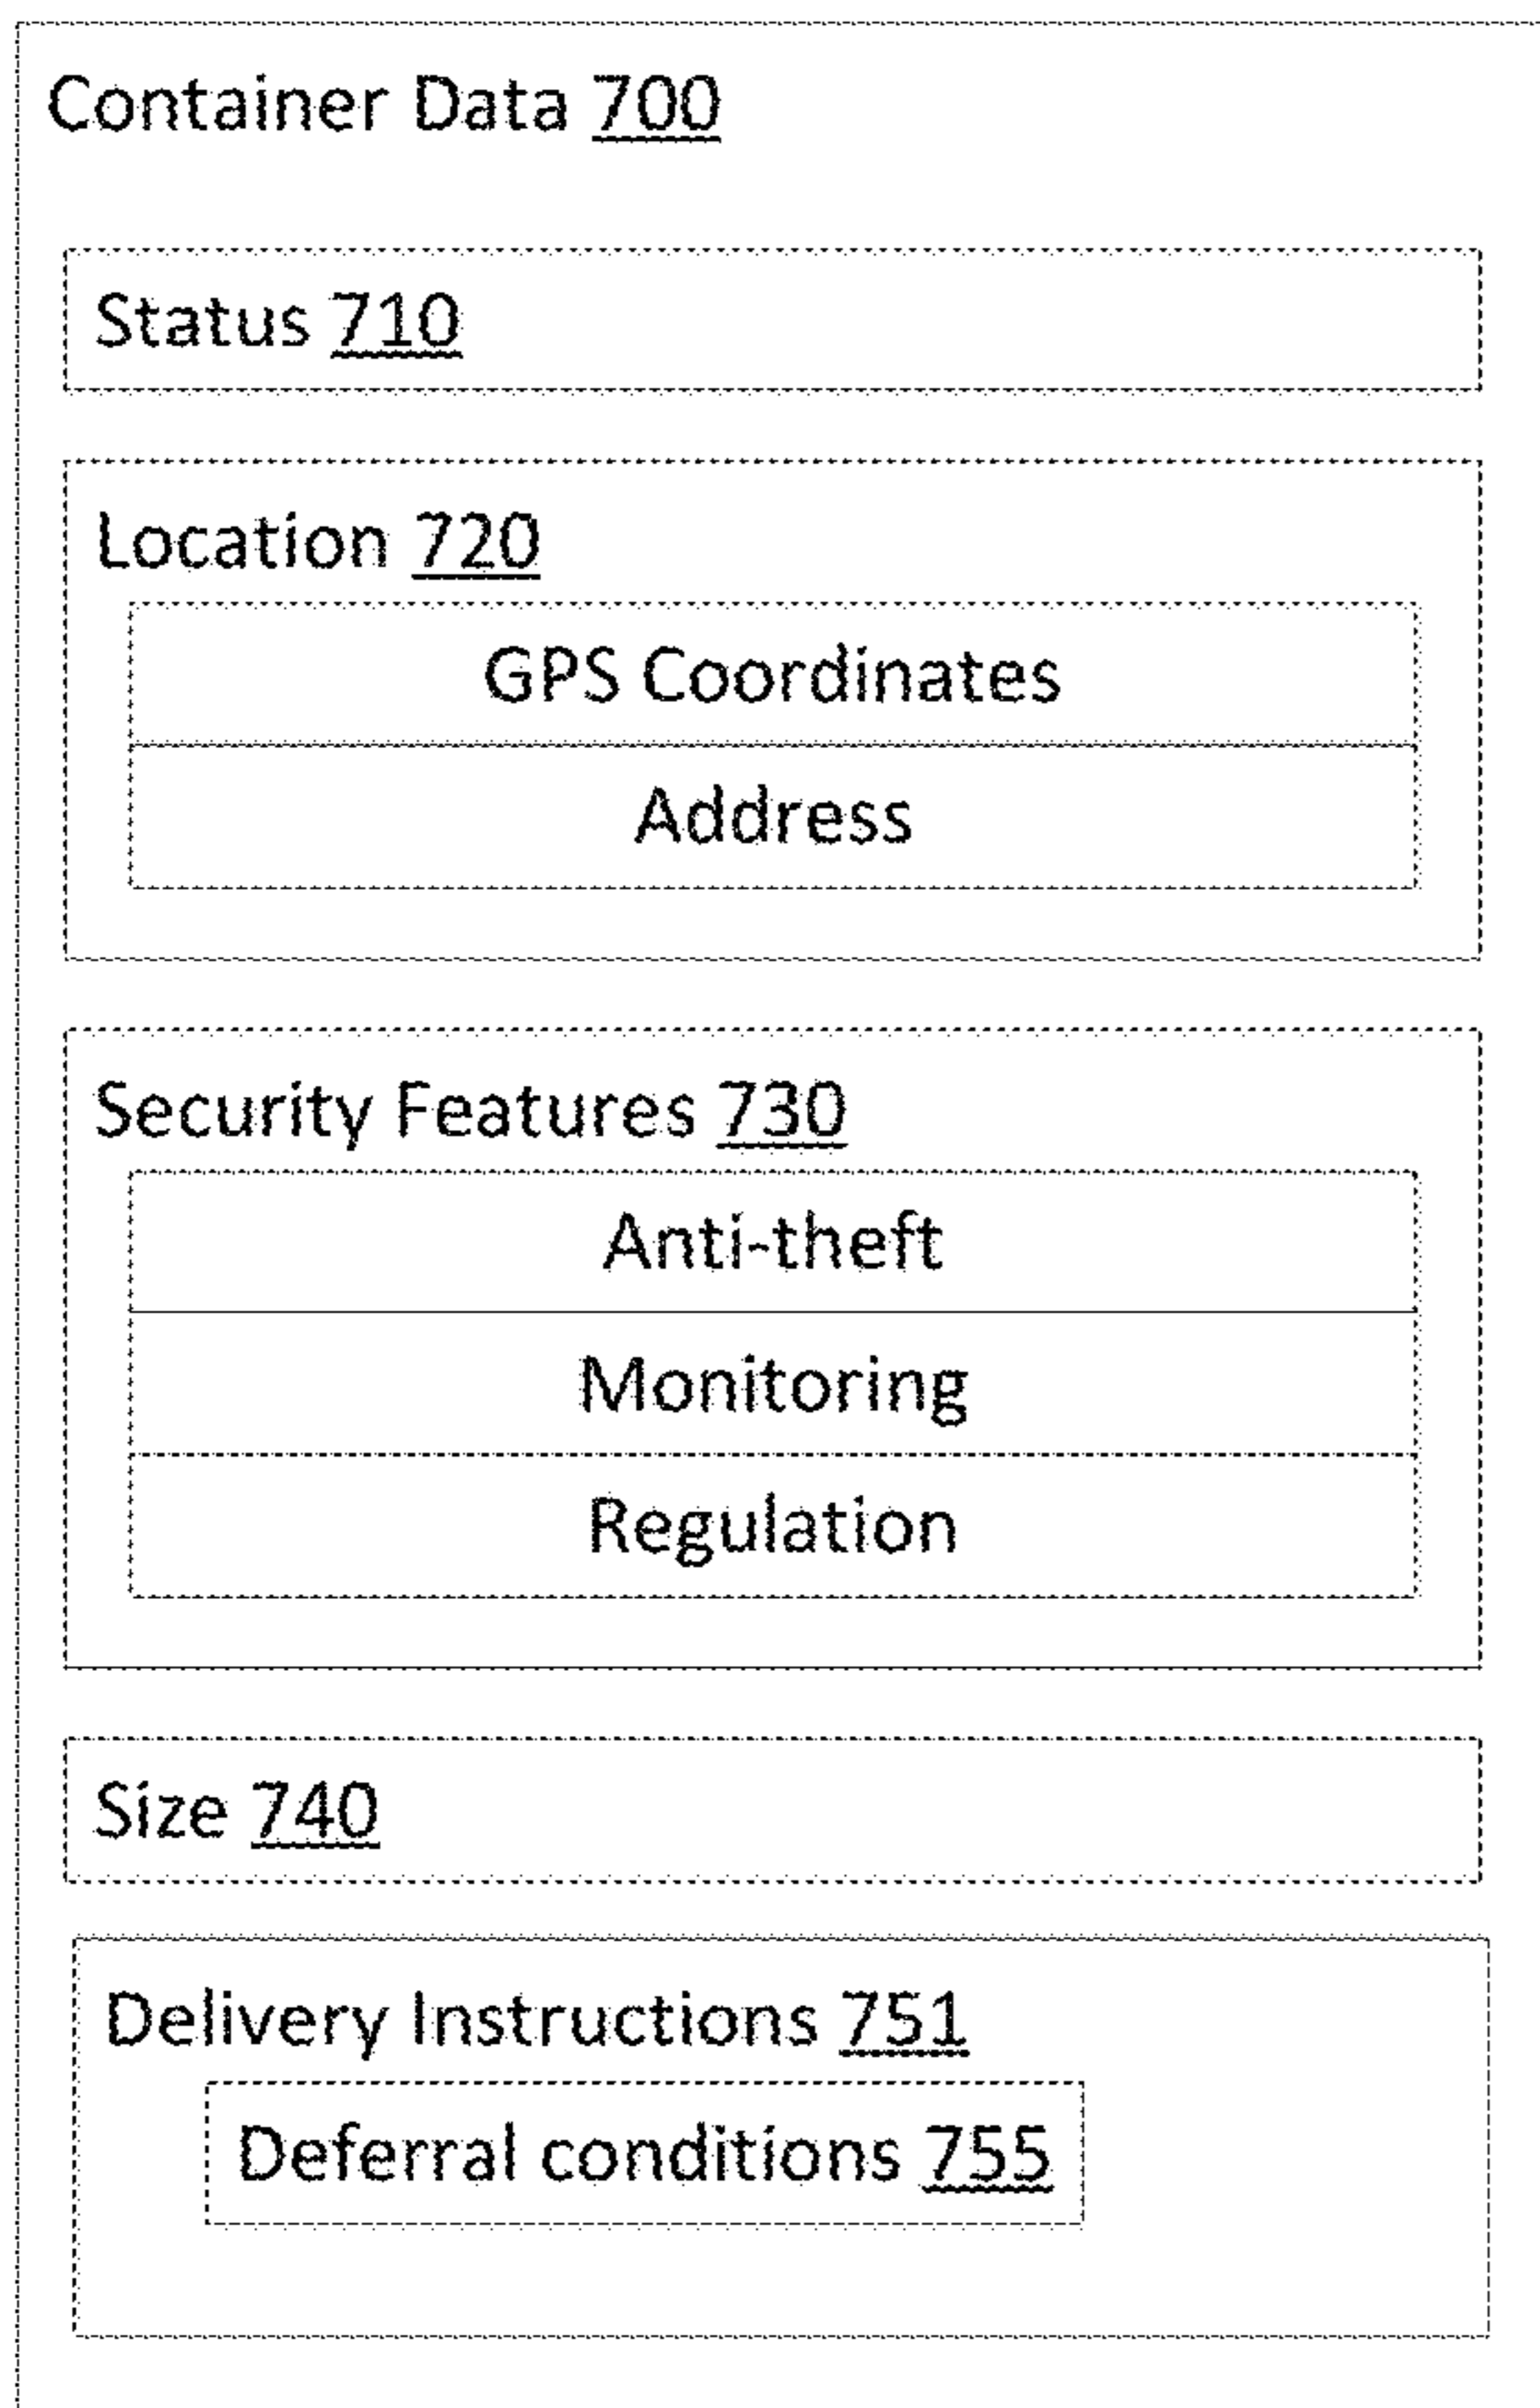 Container Data 700
Status 710
Location 720
GPS Coordinates
Address
Security Features 730
Anti-theft
Monitoring
Regulation
Size 740
Delivery Instructions 751
Deferral conditions 755